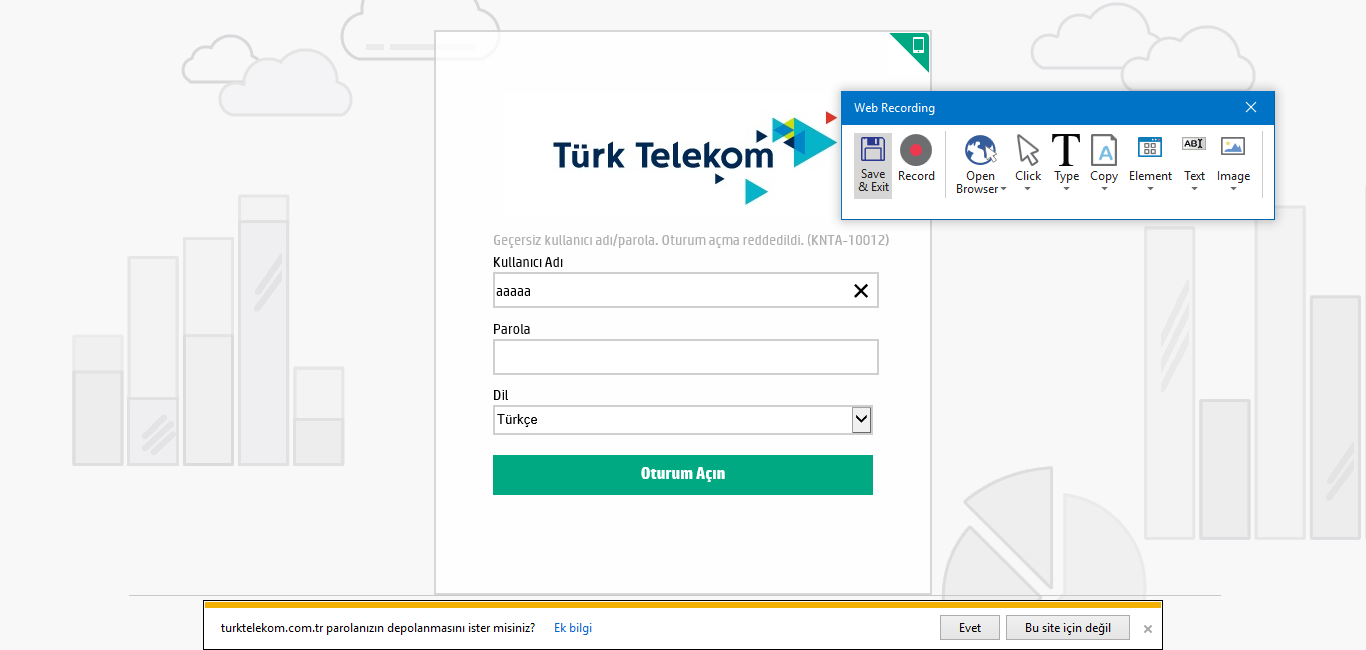 Türk Telekom
Web Recording
Save & Exit
Record
Open Browser
Click
Type
Copy
Element
Text
Image
Geçersiz kullanıcı adı/parola. Oturum açma reddedildi. (KNTA-10012)
Kullanıcı Adı
aaaaa
Parola
Dil
Türkçe
Oturum Açın
turktelekom.com.tr parolanızın depolanmasını ister misiniz? Ek bilgi
Evet
Bu site için değil